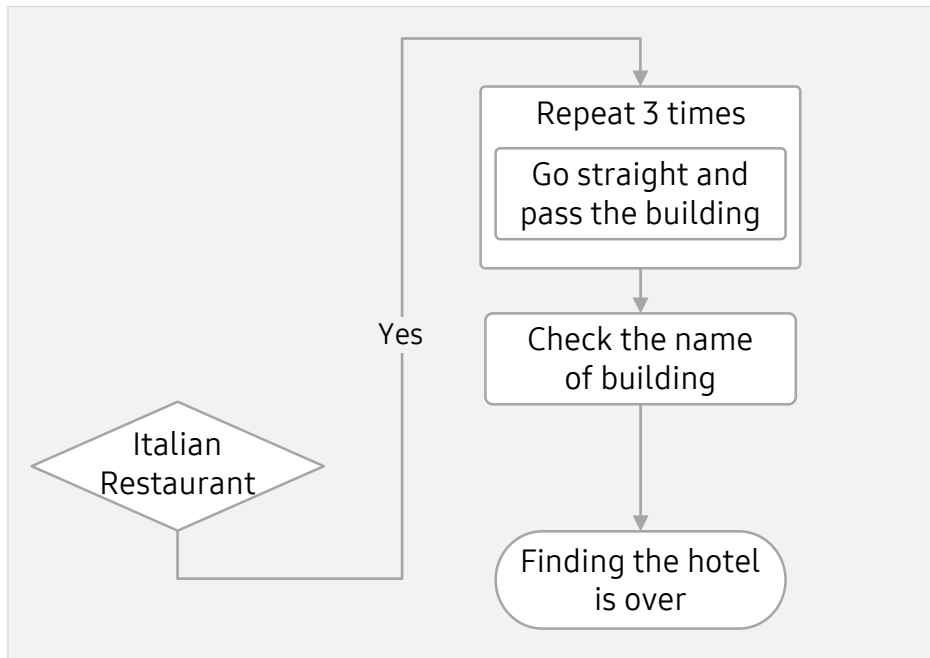 Repeat 3 times
Go straight and
pass the building
Yes
Check the name
of building
Italian
Restaurant
Finding the hotel
is over